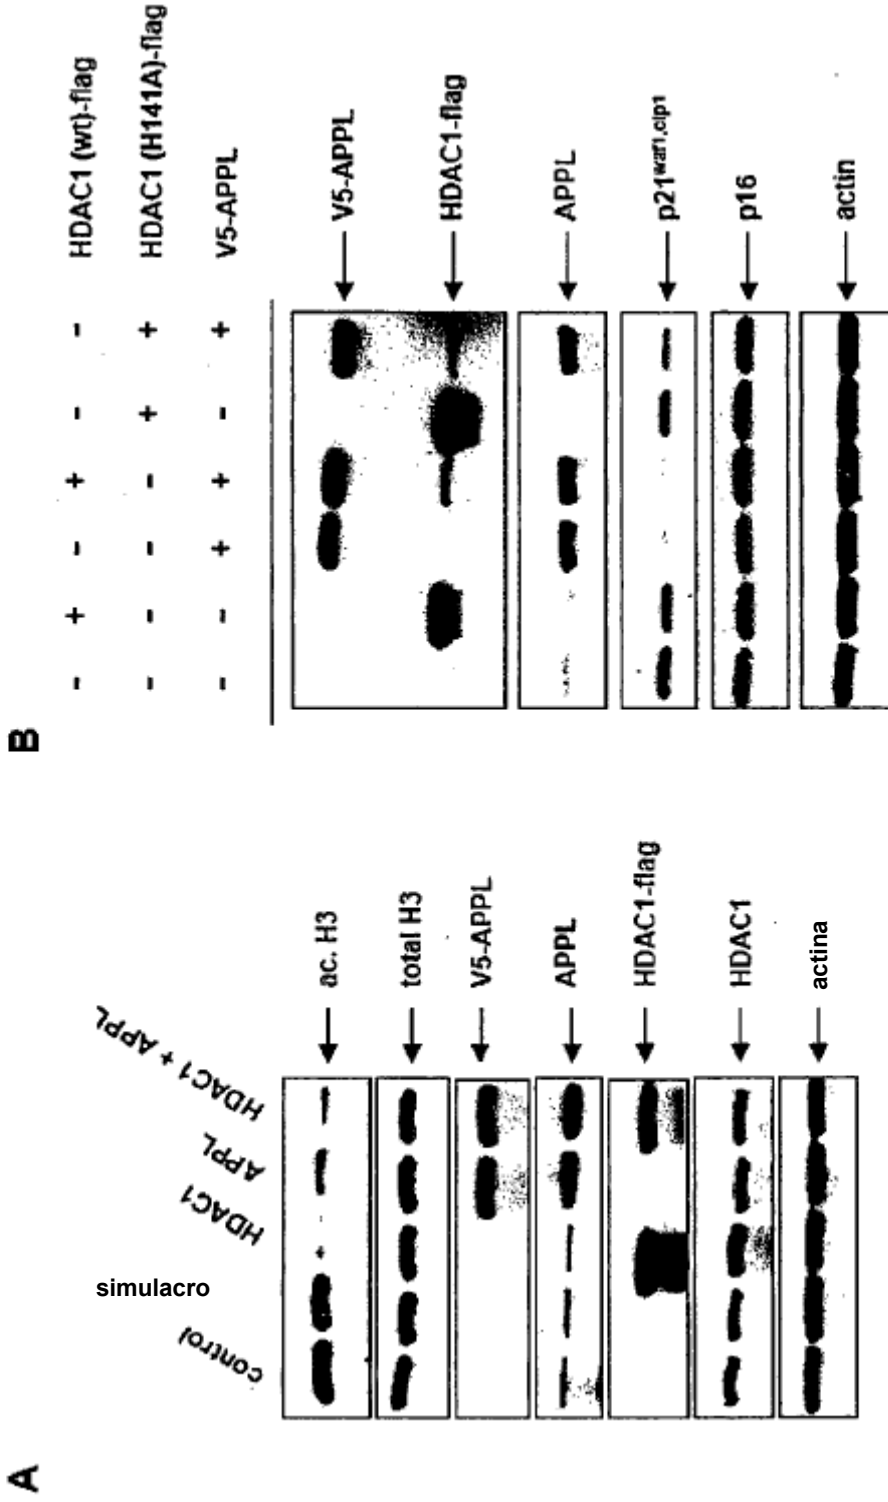 A
control
simulacro
HDAC1
APPL
HDAC1 + APPL
ac. H3
total H3
V5-APPL
APPL
HDAC1-flag
HDAC1
actina
B
- + - + - - HDAC1 (wt)-flag
- - - - + + HDAC1 (H141A)-flag
- - + + - + V5-APPL
V5-APPL
HDAC1-flag
APPL
p21waf1,cip1
p16
actin